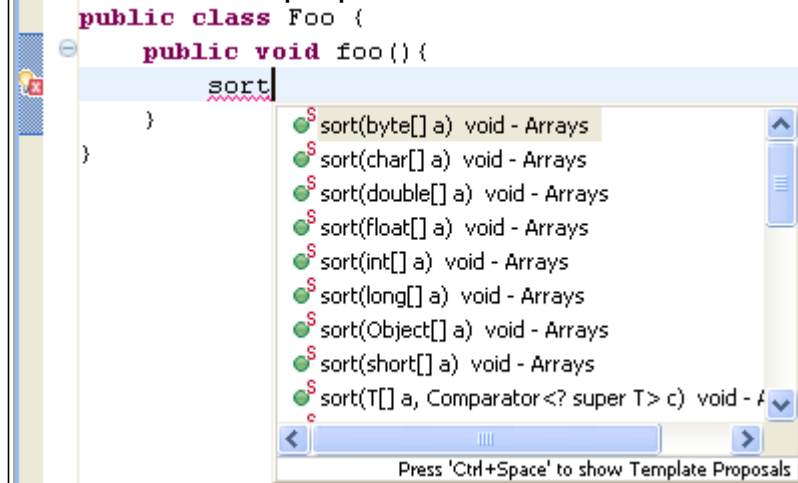 public class Foo {
public void foo(){
sort
}
}
S sort(byte[] a) void - Arrays
S sort(char[] a) void - Arrays
S sort(double[] a) void - Arrays
S sort(float[] a) void - Arrays
S sort(int[] a) void - Arrays
S sort(long[] a) void - Arrays
S sort(Object[] a) void - Arrays
S sort(short[] a) void - Arrays
S sort(T[] a, Comparator<? super T> c) void - A
Press 'Ctrl+Space' to show Template Proposals